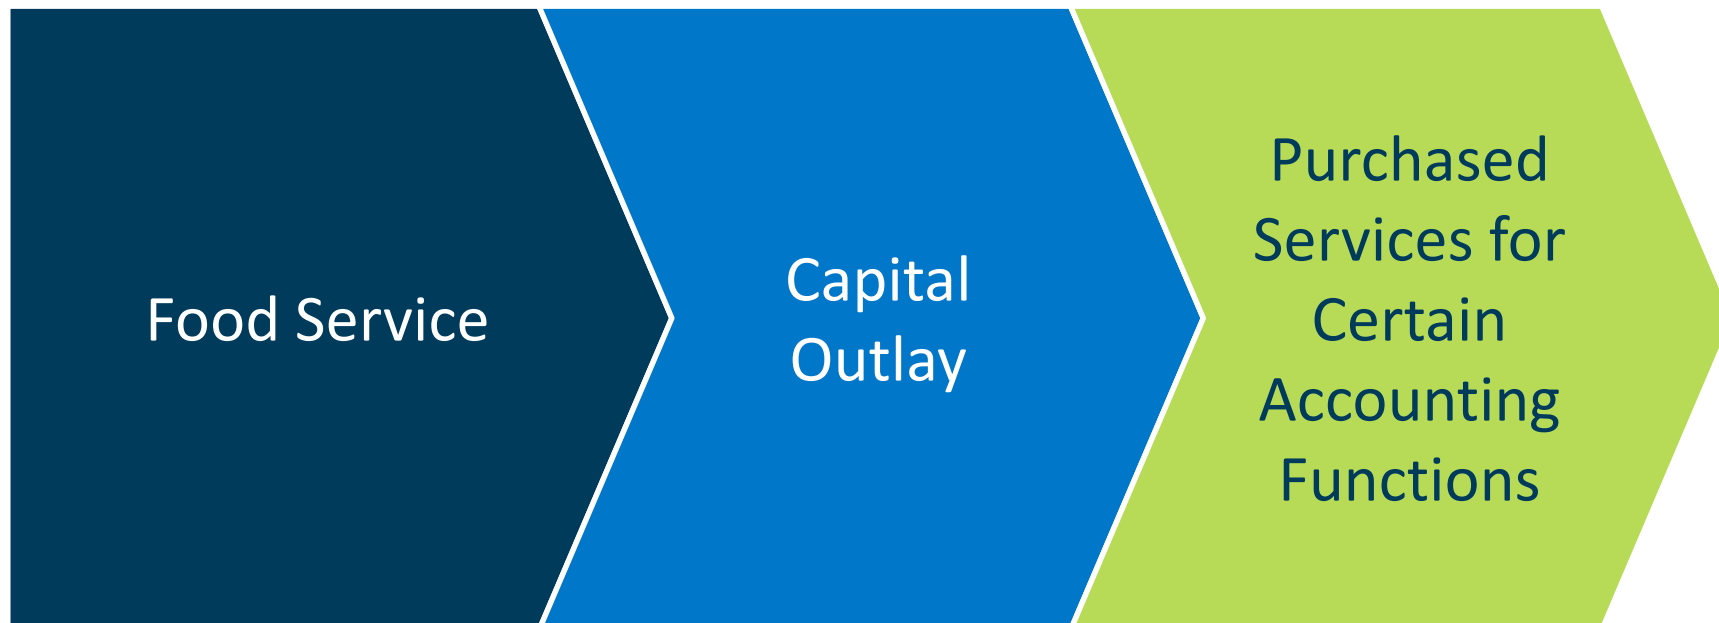 Food Service
Capital
Outlay
Purchased
Services for
Certain
Accounting
Functions